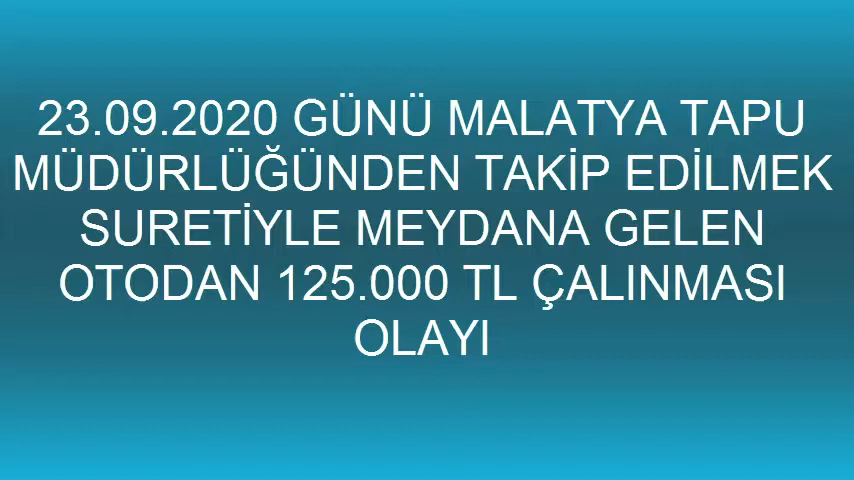 23.09.2020 GÜNÜ MALATYA TAPU
MÜDÜRLÜĞÜNDEN TAKİP EDİLMEK
SURETİYLE MEYDANA GELEN
OTODAN 125.000 TL ÇALINMASI
OLAYI